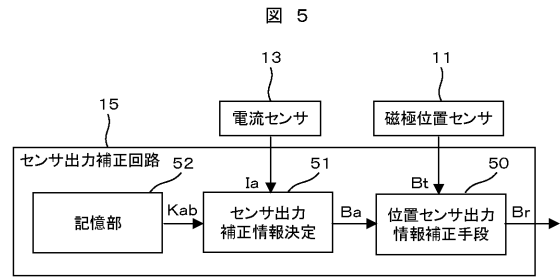 図 5
13
11
15
電流センサ
磁極位置センサ
センサ出力補正回路
52
51
50
Ia
Bt
記憶部
Kab
センサ出力
補正情報決定
Ba
位置センサ出力
情報補正手段
Br